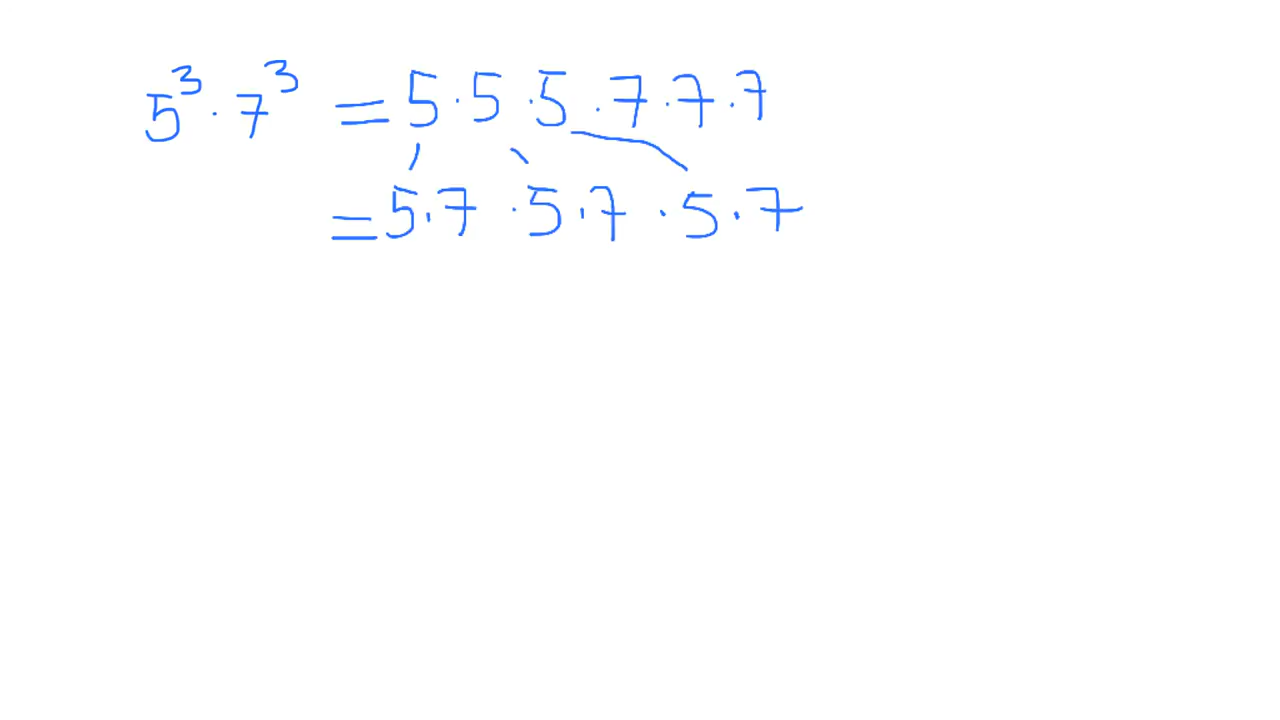 5³ · 7³ = 5 · 5 · 5 · 7 · 7 · 7
= 5 · 7 · 5 · 7 · 5 · 7